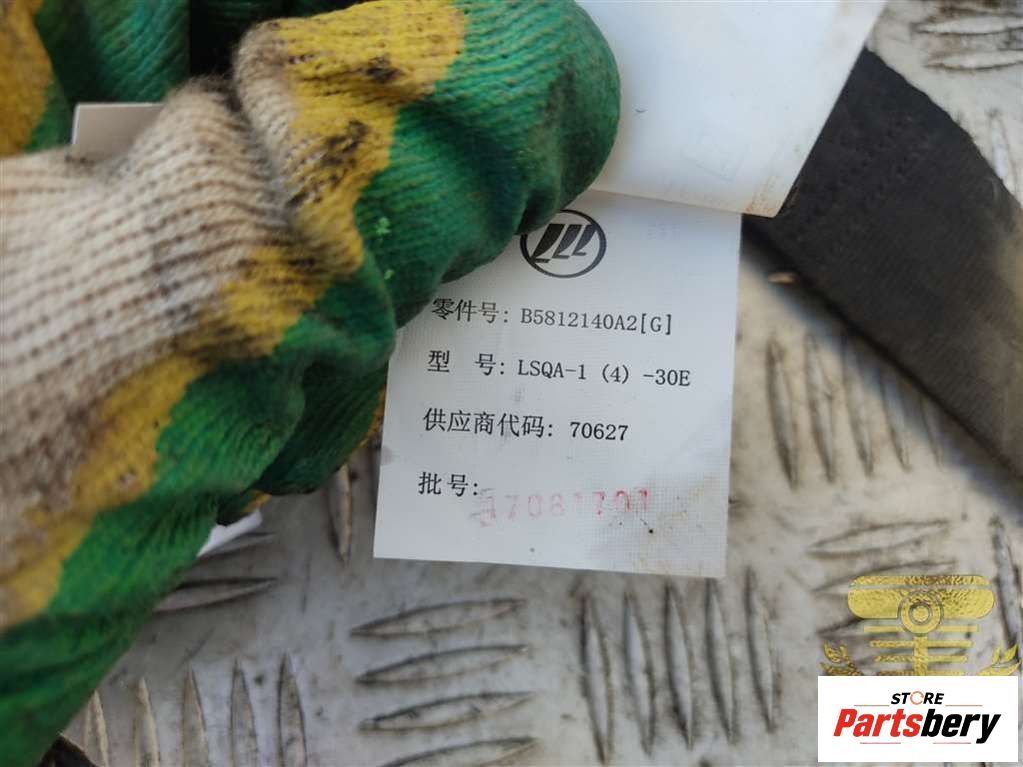 零件号: B5812140A2[G]
型 号: LSQA-1 (4) -30E
供应商代码: 70627
批号:
17081701
STORE
Partsbery